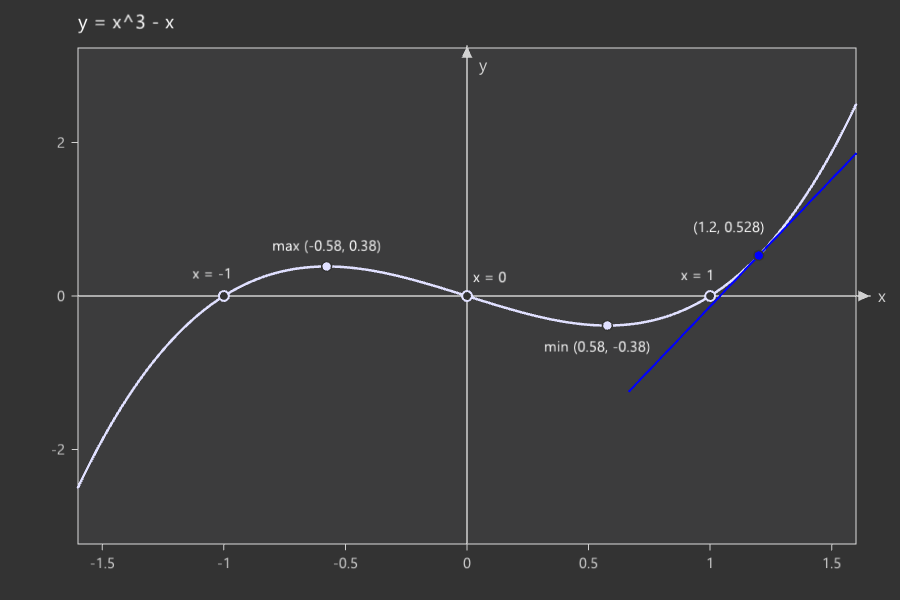 y = x^3 - x
y
2
(1.2, 0.528)
max (-0.58, 0.38)
x = -1
x = 0
x = 1
0
x
min (0.58, -0.38)
-2
-1.5
-1
-0.5
0
0.5
1
1.5